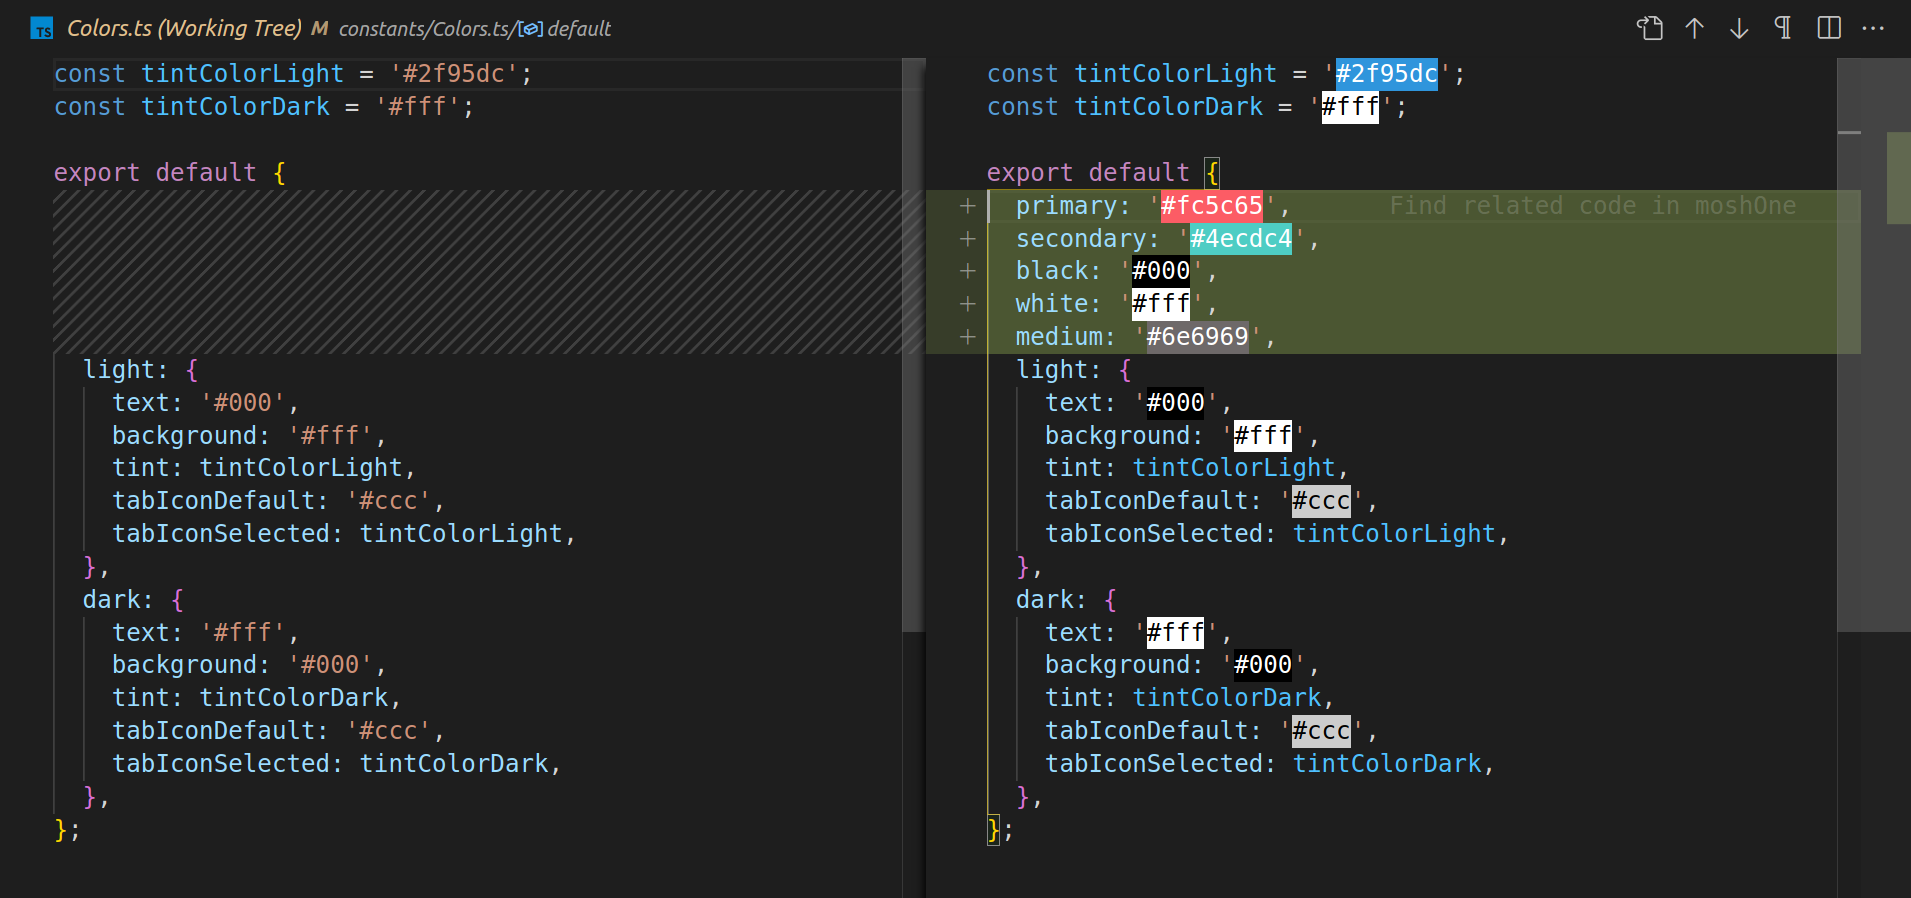 TS Colors.ts (Working Tree) M constants/Colors.ts/ default
const tintColorLight = '#2f95dc';
const tintColorDark = '#fff';
export default {
light: {
text: '#000',
background: '#fff',
tint: tintColorLight,
tabIconDefault: '#ccc',
tabIconSelected: tintColorLight,
},
dark: {
text: '#fff',
background: '#000',
tint: tintColorDark,
tabIconDefault: '#ccc',
tabIconSelected: tintColorDark,
},
};
const tintColorLight = '#2f95dc';
const tintColorDark = '#fff';
export default {
+ primary: '#fc5c65', Find related code in moshOne
+ secondary: '#4ecdc4',
+ black: '#000',
+ white: '#fff',
+ medium: '#6e6969',
light: {
text: '#000',
background: '#fff',
tint: tintColorLight,
tabIconDefault: '#ccc',
tabIconSelected: tintColorLight,
},
dark: {
text: '#fff',
background: '#000',
tint: tintColorDark,
tabIconDefault: '#ccc',
tabIconSelected: tintColorDark,
},
};